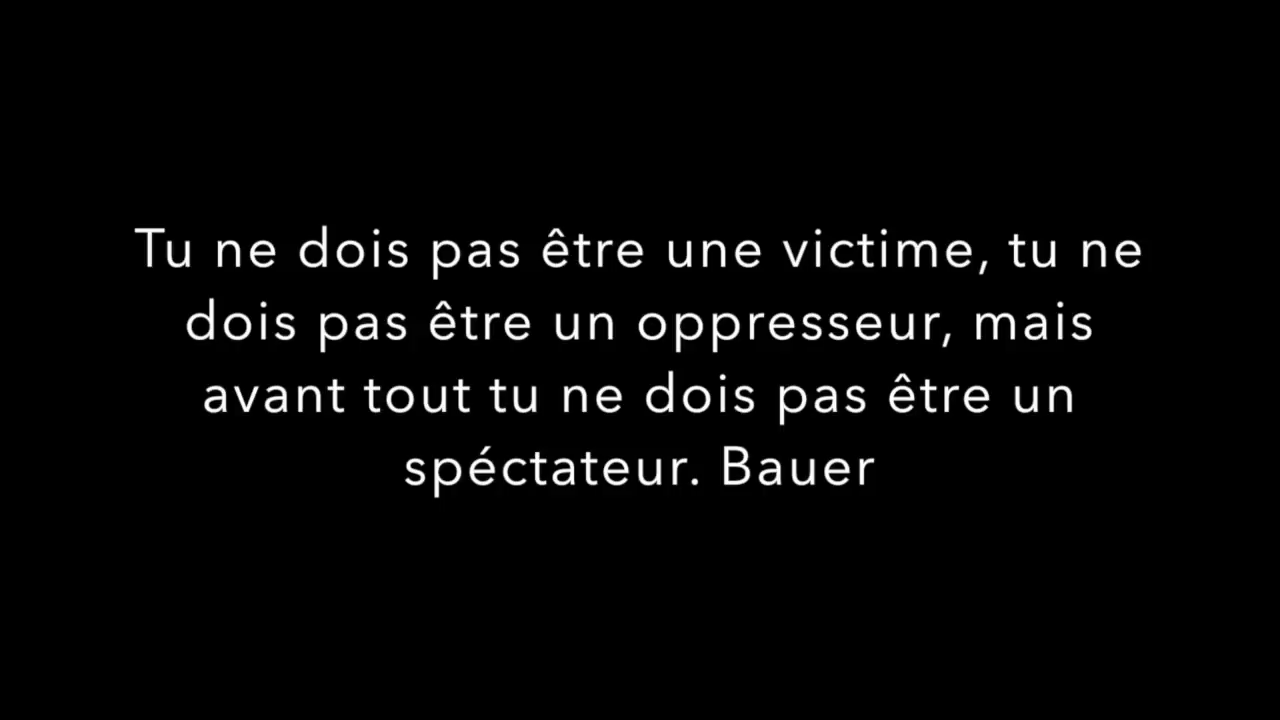 Tu ne dois pas être une victime, tu ne
dois pas être un oppresseur, mais
avant tout tu ne dois pas être un
spéctateur. Bauer